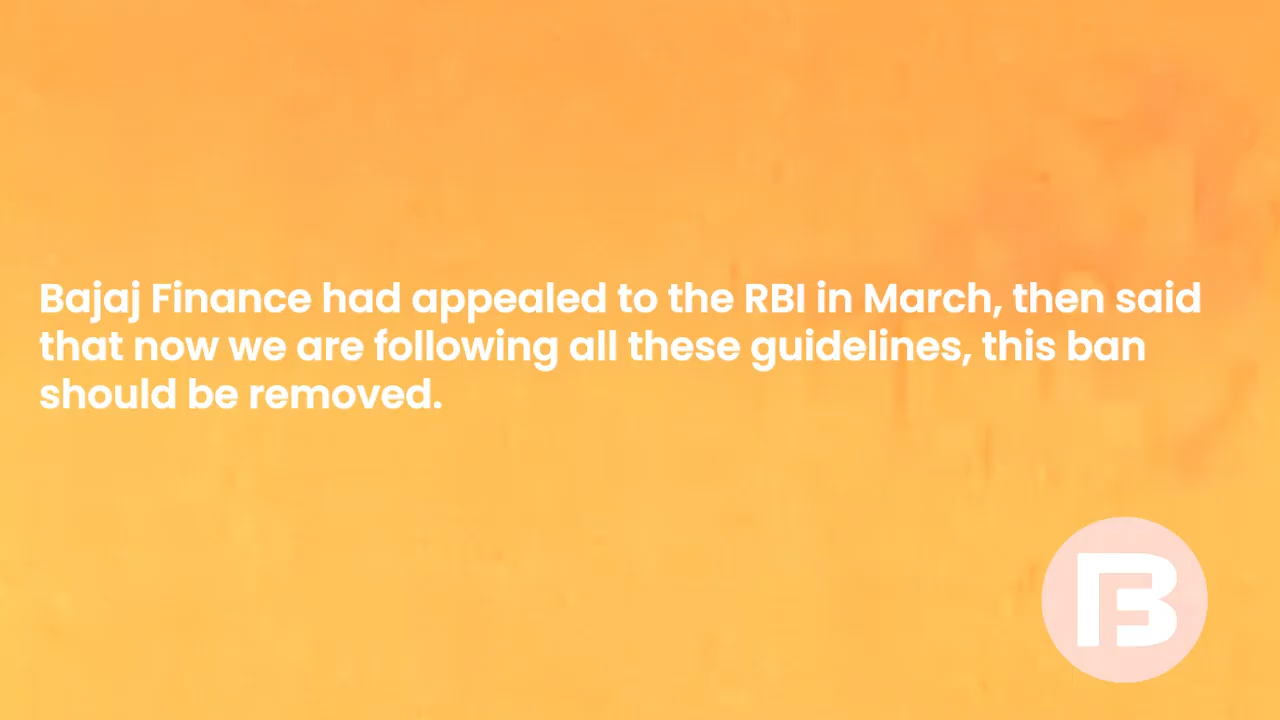 Bajaj Finance had appealed to the RBI in March, then said
that now we are following all these guidelines, this ban
should be removed.
B